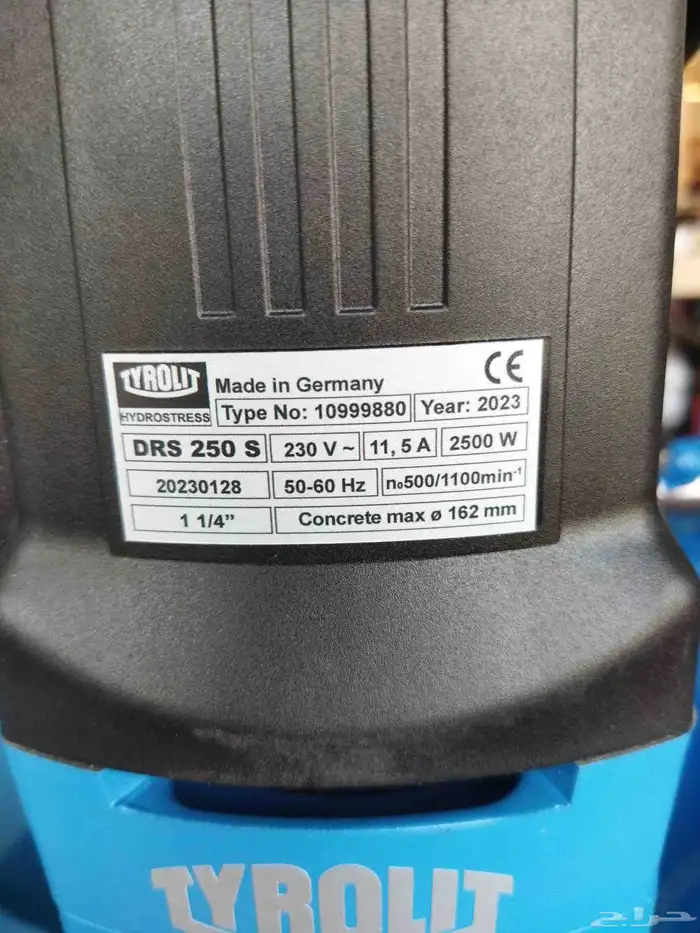 TYROLIT
HYDROSTRESS
Made in Germany
CE
Type No: 10999880
Year: 2023
DRS 250 S
230 V ~
11, 5 A
2500 W
20230128
50-60 Hz
n₀500/1100min⁻¹
1 1/4”
Concrete max ø 162 mm
TYROLIT
حراج